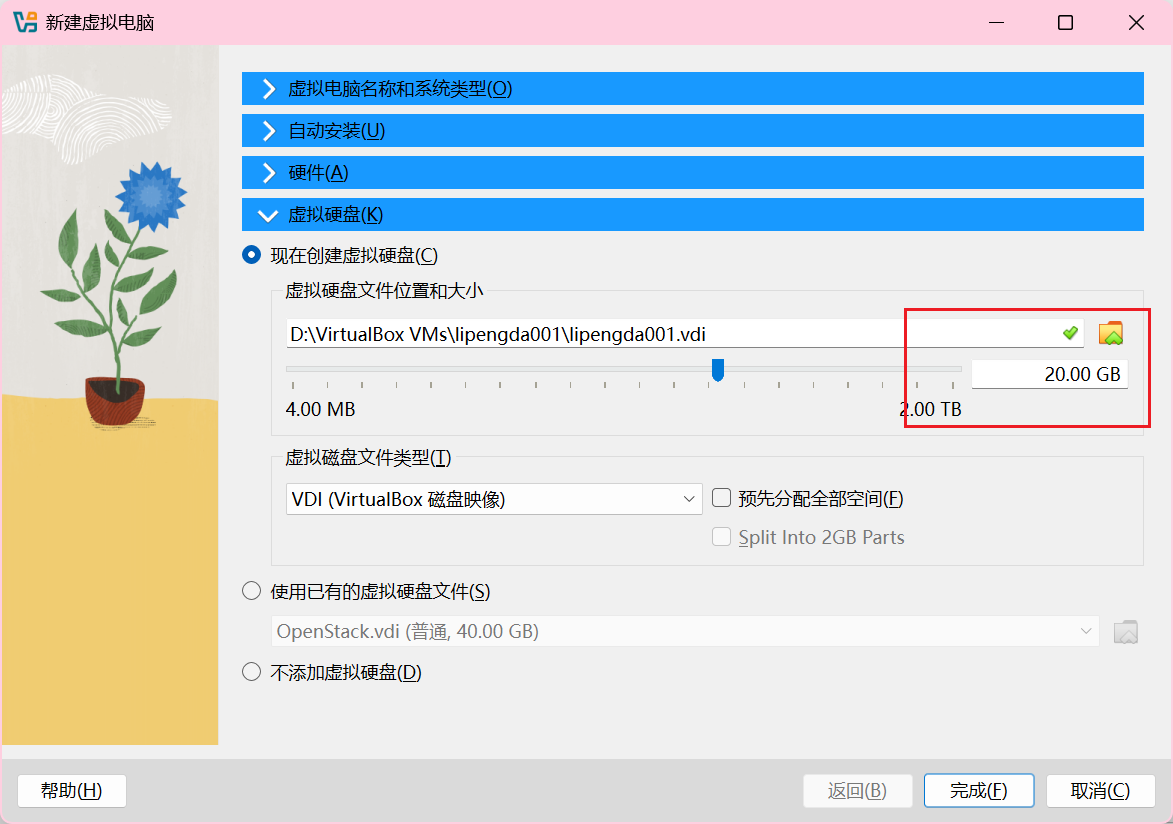 新建虚拟电脑
虚拟电脑名称和系统类型(O)
自动安装(U)
硬件(A)
虚拟硬盘(K)
现在创建虚拟硬盘(C)
虚拟硬盘文件位置和大小
D:\VirtualBox VMs\lipengda001\lipengda001.vdi
20.00 GB
4.00 MB
2.00 TB
虚拟磁盘文件类型(T)
VDI (VirtualBox 磁盘映像)
预先分配全部空间(F)
Split Into 2GB Parts
使用已有的虚拟硬盘文件(S)
OpenStack.vdi (普通, 40.00 GB)
不添加虚拟硬盘(D)
帮助(H)
返回(B)
完成(F)
取消(C)